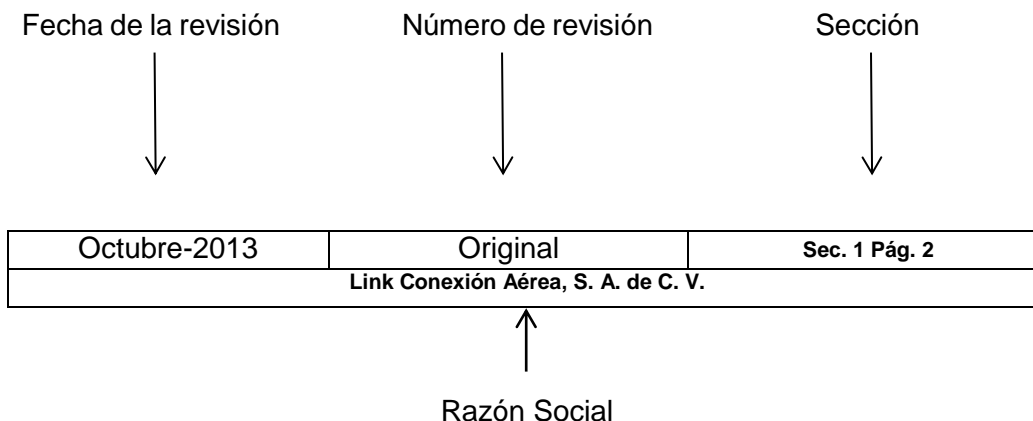 Fecha de la revisión Número de revisión Sección
Octubre-2013 Original Sec. 1 Pág. 2
Link Conexión Aérea, S. A. de C. V.
Razón Social